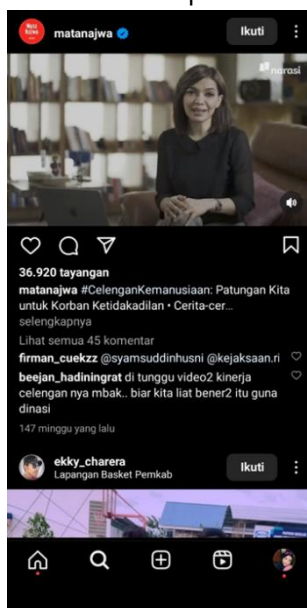 Mata
Najwa
matanajwa
Ikuti
narasi
36.920 tayangan
matanajwa #CelenganKemanusiaan: Patungan Kita
untuk Korban Ketidakadilan • Cerita-cer...
selengkapnya
Lihat semua 45 komentar
firman_cuekzz @syamsuddinhusni @kejaksaan.ri
beejan_hadiningrat di tunggu video2 kinerja
celengan nya mbak.. biar kita liat bener2 itu guna
dinasi
147 minggu yang lalu
ekky_charera
Ikuti
Lapangan Basket Pemkab